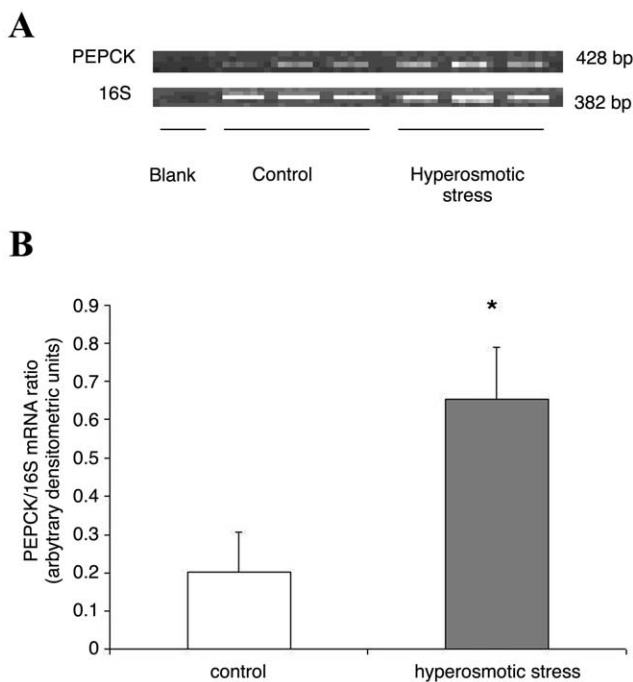 A
PEPCK 428 bp
16S 382 bp
Blank Control Hyperosmotic
stress
B
PEPCK/16S mRNA ratio
(arbytrary densitometric units)
0.9
0.8
0.7
0.6
0.5
0.4
0.3
0.2
0.1
0
*
control hyperosmotic stress